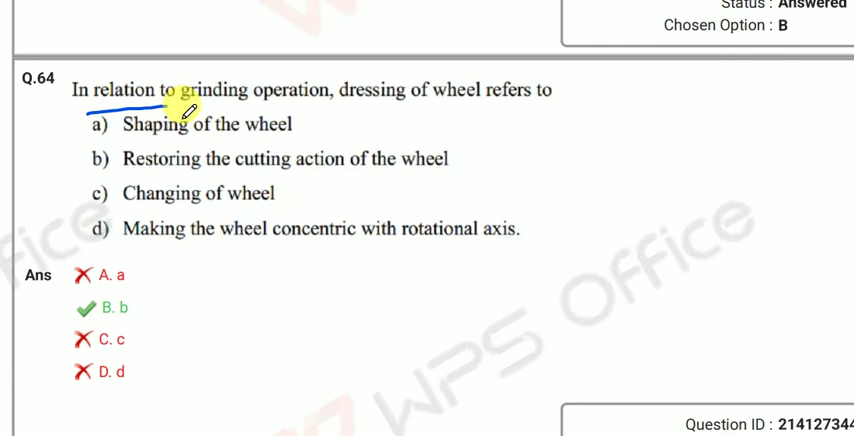 Status : Answered
Chosen Option : B
Q.64
In relation to grinding operation, dressing of wheel refers to
a) Shaping of the wheel
b) Restoring the cutting action of the wheel
c) Changing of wheel
d) Making the wheel concentric with rotational axis.
Ans
A. a
B. b
C. c
D. d
fice
WPS Office
Question ID : 21412734